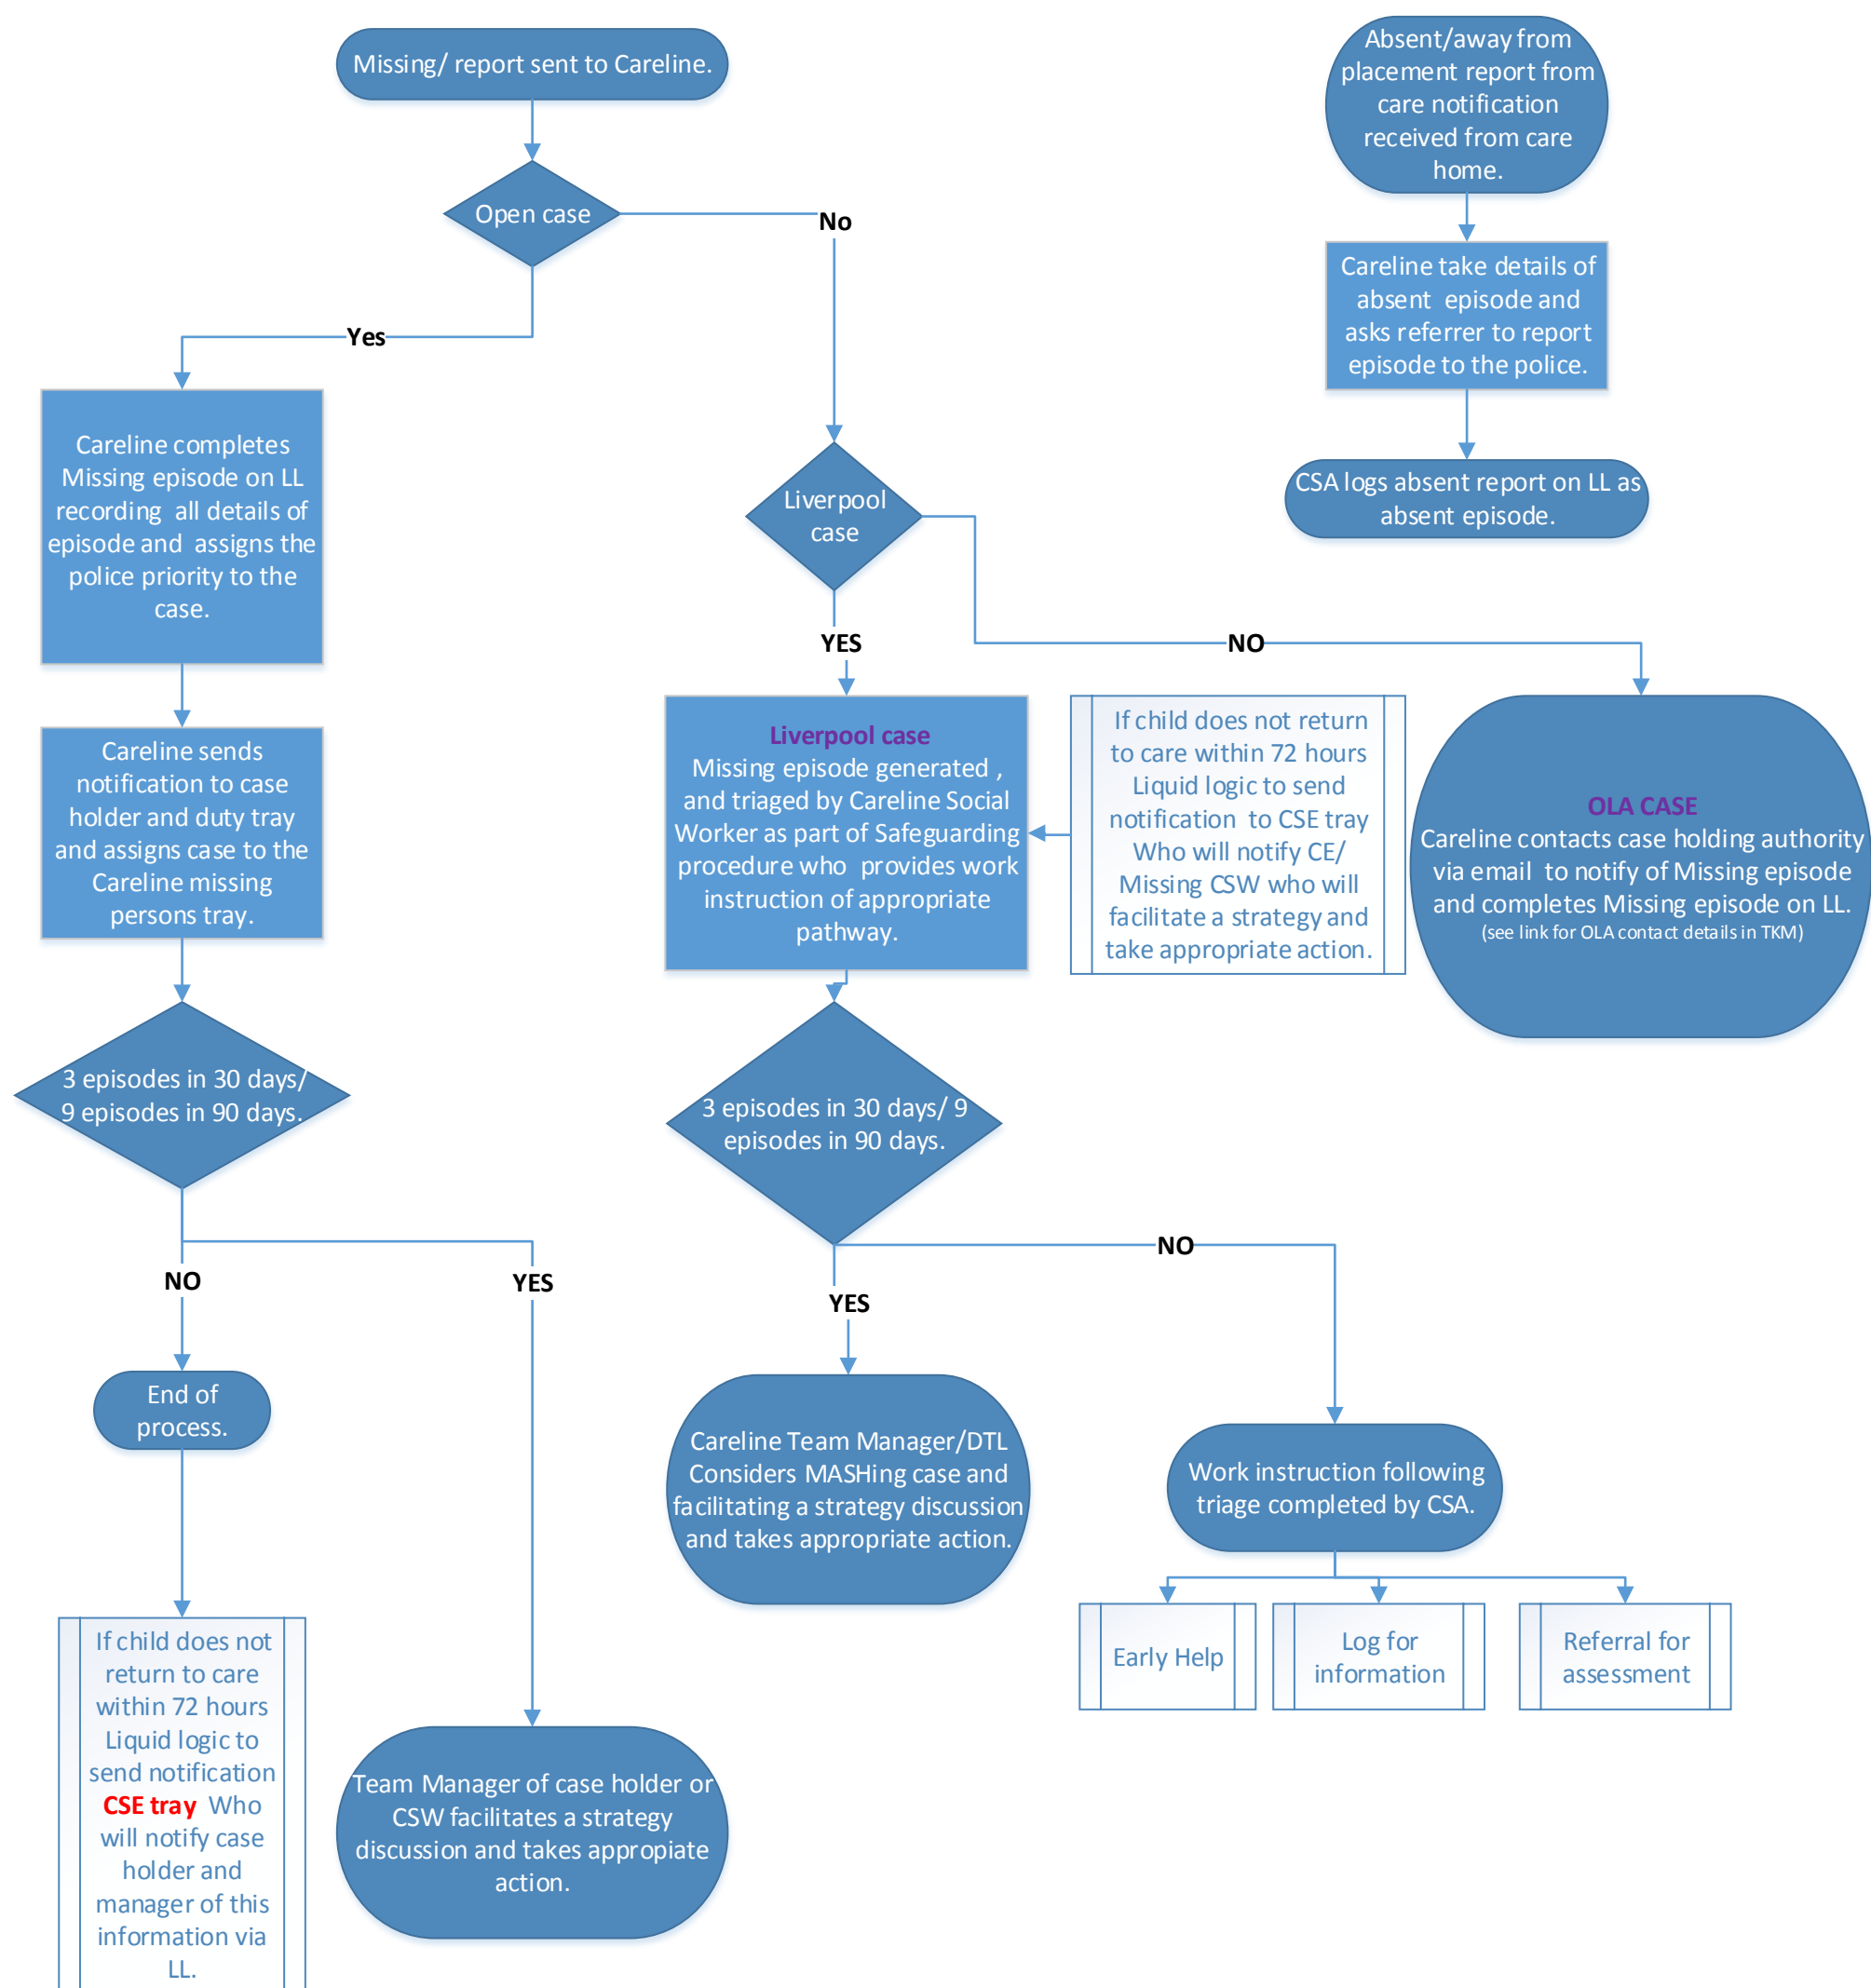 Missing/ report sent to Careline.
Open case
No
Yes
Careline completes
Missing episode on LL
recording all details of
episode and assigns the
police priority to the
case.
Careline sends
notification to case
holder and duty tray
and assigns case to the
Careline missing
persons tray.
3 episodes in 30 days/
9 episodes in 90 days.
NO
YES
End of
process.
If child does not
return to care
within 72 hours
Liquid logic to
send notification
CSE tray Who
will notify case
holder and
manager of this
information via
LL.
Team Manager of case holder or
CSW facilitates a strategy
discussion and takes appropiate
action.
Liverpool
case
YES
NO
Liverpool case
Missing episode generated ,
and triaged by Careline Social
Worker as part of Safeguarding
procedure who provides work
instruction of appropriate
pathway.
If child does not return
to care within 72 hours
Liquid logic to send
notification to CSE tray
Who will notify CE/
Missing CSW who will
facilitate a strategy and
take appropriate action.
OLA CASE
Careline contacts case holding authority
via email to notify of Missing episode
and completes Missing episode on LL.
(see link for OLA contact details in TKM)
3 episodes in 30 days/ 9
episodes in 90 days.
NO
YES
Careline Team Manager/DTL
Considers MASHing case and
facilitating a strategy discussion
and takes appropriate action.
Work instruction following
triage completed by CSA.
Early Help
Log for
information
Referral for
assessment
Absent/away from
placement report from
care notification
received from care
home.
Careline take details of
absent episode and
asks referrer to report
episode to the police.
CSA logs absent report on LL as
absent episode.